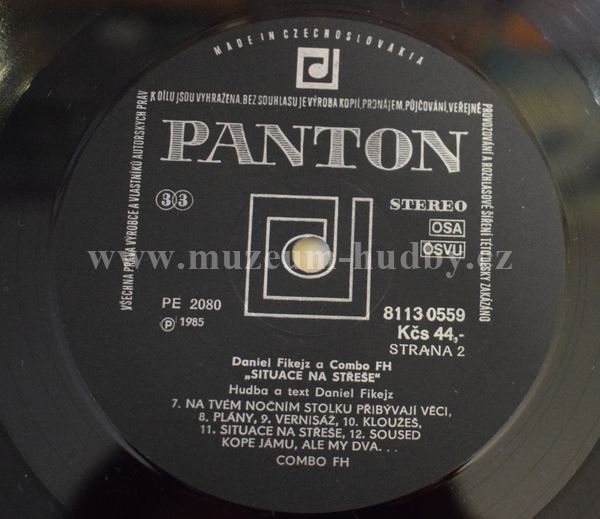 MADE IN CZECHOSLOVAKIA
VŠECHNA PRÁVA VÝROBCE A VLASTNÍKŮ AUTORSKÝCH PRÁV
K DÍLU JSOU VYHRAŽENA. BEZ SOUHLASU JE VÝROBA KOPIÍ, PRONÁJEM, PŮJČOVÁNÍ, VEŘEJNÉ
PROVOZOVÁNÍ A ROZHLASOVÉ ŠÍŘENÍ TÉTO DESKY ZAKÁZÁNO
PANTON
33
STEREO
OSA
OSVU
www.muzeum-hudby.cz
PE 2080
Ⓟ 1985
8113 0559
Kčs 44,-
STRANA 2
Daniel Fikejz a Combo FH
„SITUACE NA STŘEŠE“
Hudba a text Daniel Fikejz
7. NA TVÉM NOČNÍM STOLKU PŘIBÝVAJÍ VĚCI,
8. PLÁNY, 9. VERNISÁŽ, 10. KLOUŽEŠ,
11. SITUACE NA STŘEŠE, 12. SOUSED
KOPE JÁMU, ALE MY DVA. . .
COMBO FH